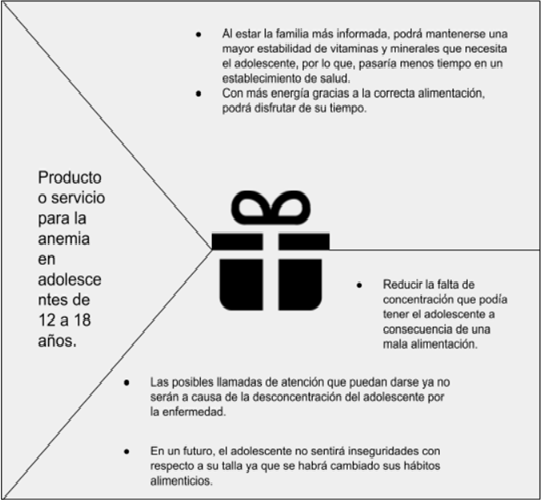 Al estar la familia más informada, podrá mantenerse una
mayor estabilidad de vitaminas y minerales que necesita
el adolescente, por lo que, pasaría menos tiempo en un
establecimiento de salud.
Con más energía gracias a la correcta alimentación,
podrá disfrutar de su tiempo.
Producto
o servicio
para la
anemia
en
adolesce
ntes de
12 a 18
años.
Reducir la falta de
concentración que podía
tener el adolescente a
consecuencia de una
mala alimentación.
Las posibles llamadas de atención que puedan darse ya no
serán a causa de la desconcentración del adolescente por
la enfermedad.
En un futuro, el adolescente no sentirá inseguridades con
respecto a su talla ya que se habrá cambiado sus hábitos
alimenticios.